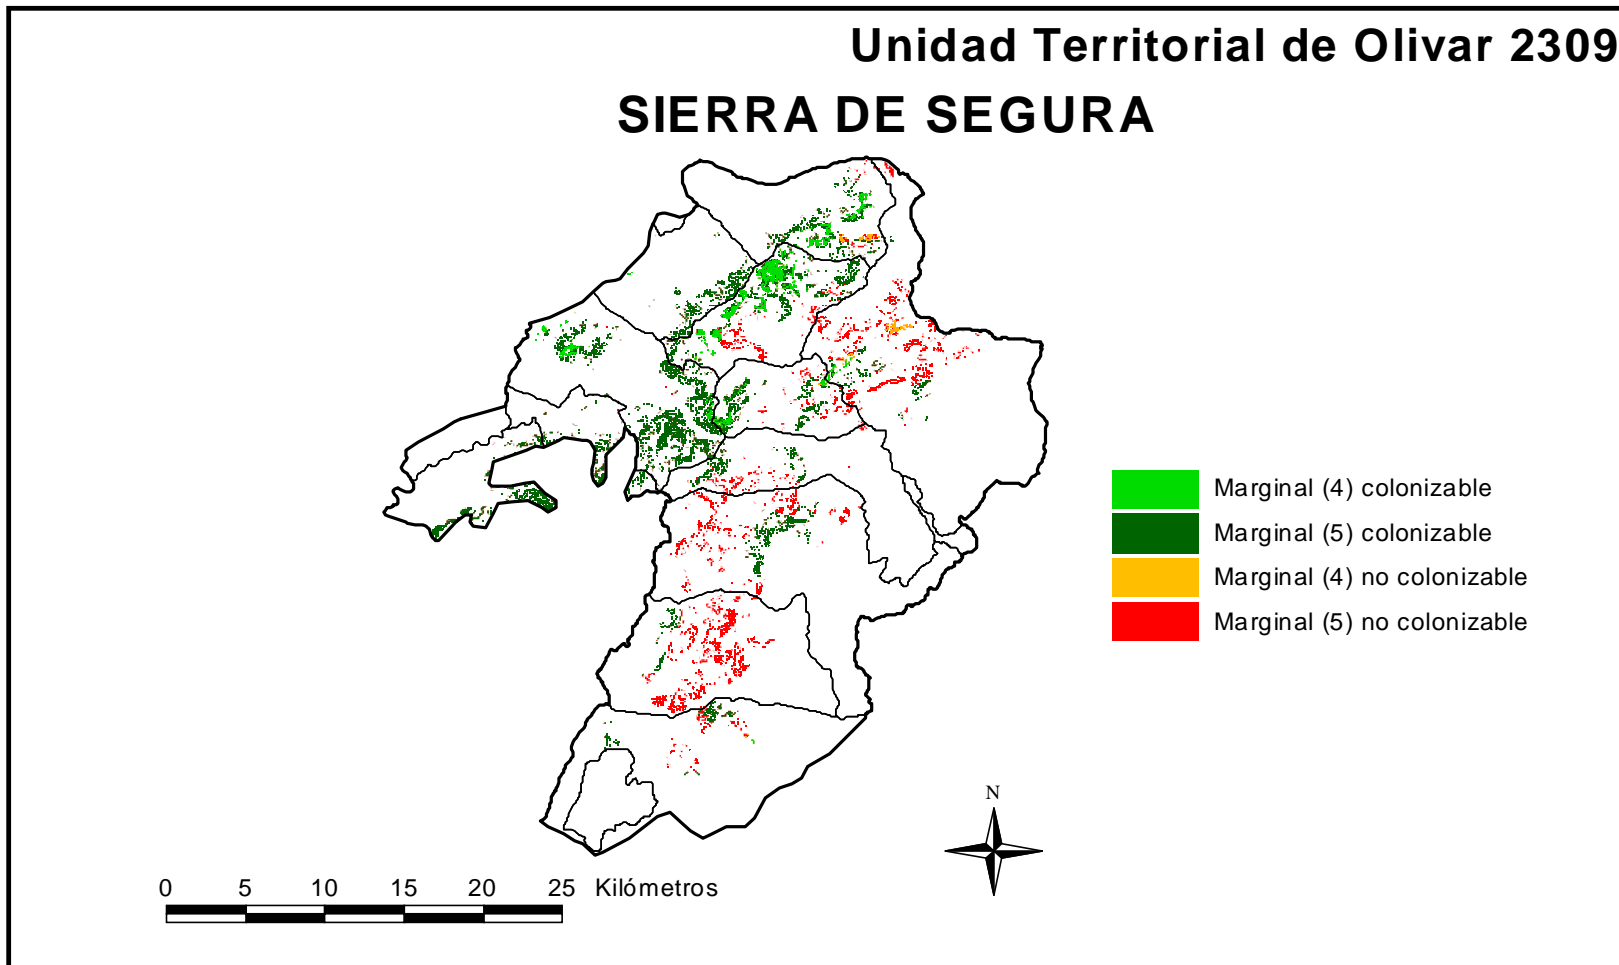 Unidad Territorial de Olivar 2309
SIERRA DE SEGURA
Marginal (4) colonizable
Marginal (5) colonizable
Marginal (4) no colonizable
Marginal (5) no colonizable
N
0 5 10 15 20 25 Kilómetros